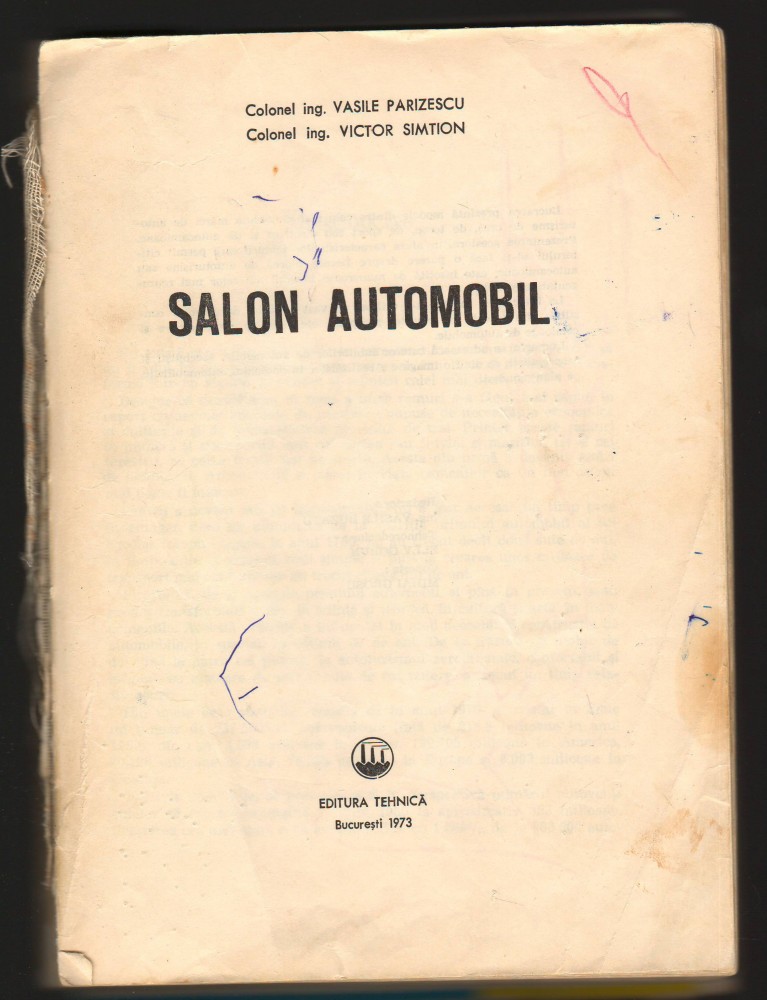 Colonel ing. VASILE PARIZESCU
Colonel ing. VICTOR SIMTION
SALON AUTOMOBIL
EDITURA TEHNICĂ
București 1973